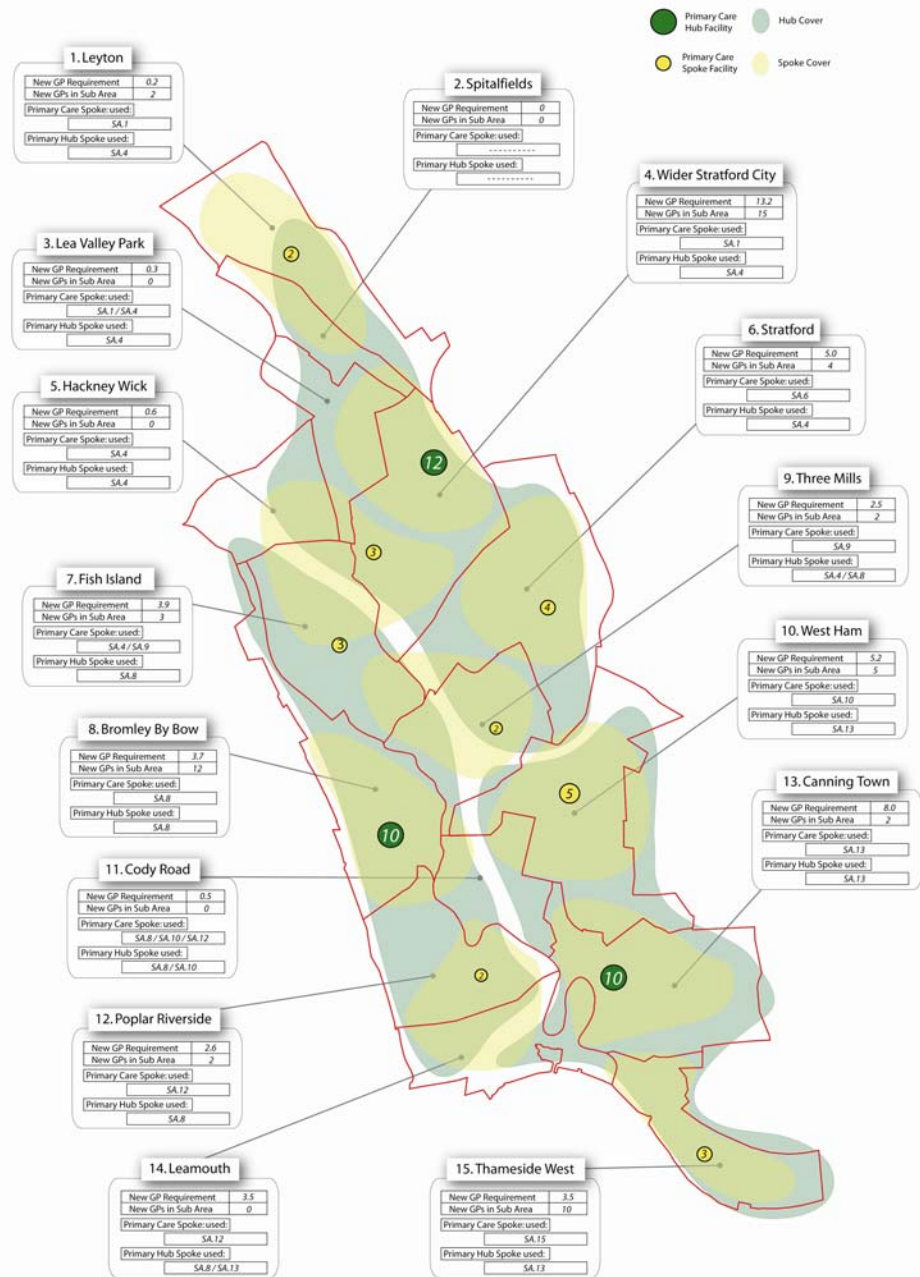 Primary Care Hub Facility
Hub Cover
Primary Care Spoke Facility
Spoke Cover
1. Leyton
New GP Requirement 0.2
New GPs in Sub Area 2
Primary Care Spoke: used:
SA.1
Primary Hub Spoke used:
SA.4
2. Spitalfields
New GP Requirement 0
New GPs in Sub Area 0
Primary Care Spoke: used:
----------
Primary Hub Spoke used:
----------
4. Wider Stratford City
New GP Requirement 13.2
New GPs in Sub Area 15
Primary Care Spoke: used:
SA.1
Primary Hub Spoke used:
SA.4
3. Lea Valley Park
New GP Requirement 0.3
New GPs in Sub Area 0
Primary Care Spoke: used:
SA.1 / SA.4
Primary Hub Spoke used:
SA.4
6. Stratford
New GP Requirement 5.0
New GPs in Sub Area 4
Primary Care Spoke: used:
SA.6
Primary Hub Spoke used:
SA.4
5. Hackney Wick
New GP Requirement 0.6
New GPs in Sub Area 0
Primary Care Spoke: used:
SA.4
Primary Hub Spoke used:
SA.4
9. Three Mills
New GP Requirement 2.5
New GPs in Sub Area 2
Primary Care Spoke: used:
SA.9
Primary Hub Spoke used:
SA.4 / SA.8
7. Fish Island
New GP Requirement 3.9
New GPs in Sub Area 3
Primary Care Spoke: used:
SA.4 / SA.9
Primary Hub Spoke used:
SA.8
10. West Ham
New GP Requirement 5.2
New GPs in Sub Area 5
Primary Care Spoke: used:
SA.10
Primary Hub Spoke used:
SA.13
8. Bromley By Bow
New GP Requirement 3.7
New GPs in Sub Area 12
Primary Care Spoke: used:
SA.8
Primary Hub Spoke used:
SA.8
13. Canning Town
New GP Requirement 8.0
New GPs in Sub Area 2
Primary Care Spoke: used:
SA.13
Primary Hub Spoke used:
SA.13
11. Cody Road
New GP Requirement 0.5
New GPs in Sub Area 0
Primary Care Spoke: used:
SA.8 / SA.10 / SA.12
Primary Hub Spoke used:
SA.8 / SA.10
12. Poplar Riverside
New GP Requirement 2.6
New GPs in Sub Area 2
Primary Care Spoke: used:
SA.12
Primary Hub Spoke used:
SA.8
14. Leamouth
New GP Requirement 3.5
New GPs in Sub Area 0
Primary Care Spoke: used:
SA.12
Primary Hub Spoke used:
SA.8 / SA.13
15. Thameside West
New GP Requirement 3.5
New GPs in Sub Area 10
Primary Care Spoke: used:
SA.15
Primary Hub Spoke used:
SA.13
2
12
3
4
3
2
5
10
2
10
3